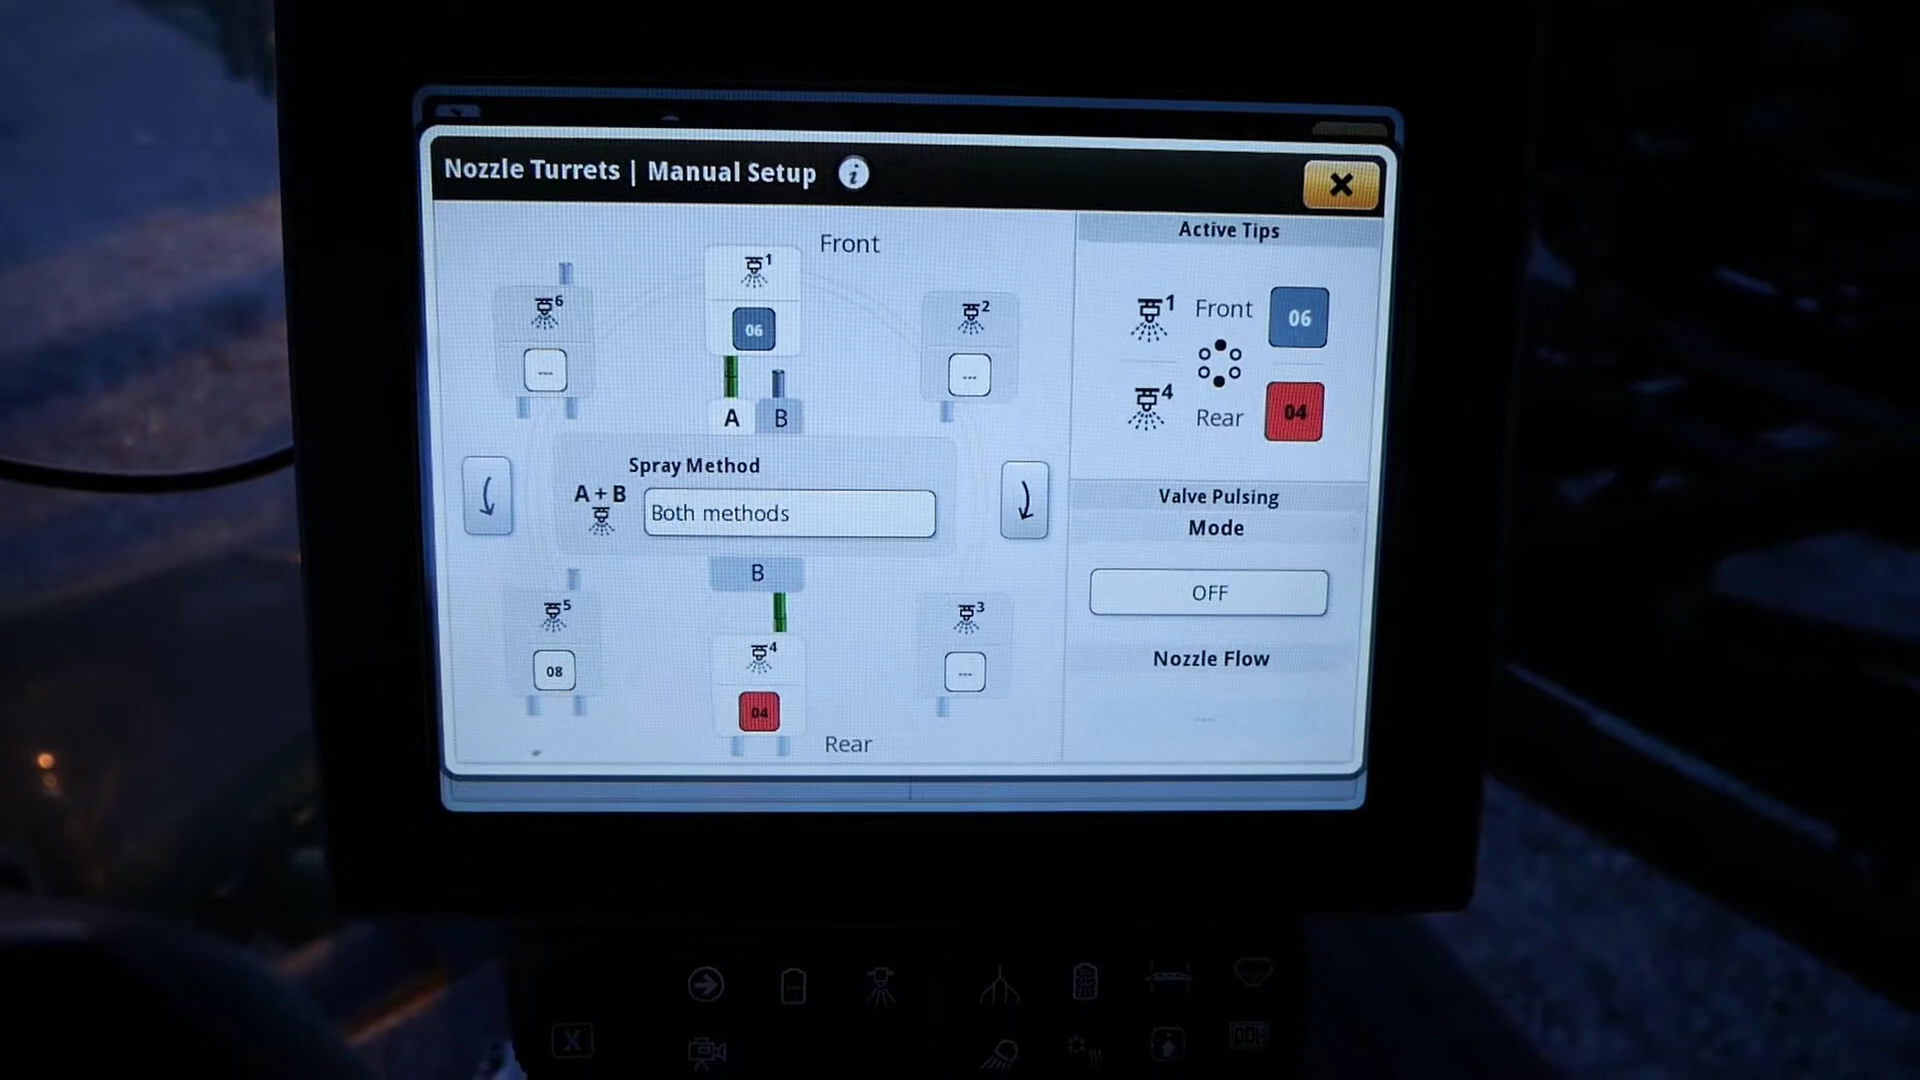 Nozzle Turrets | Manual Setup i
X
Front
1
06
6
---
2
---
A B
Spray Method
A + B
Both methods
B
5
08
4
04
3
---
Rear
Active Tips
1 Front 06
4 Rear 04
Valve Pulsing
Mode
OFF
Nozzle Flow
---
X